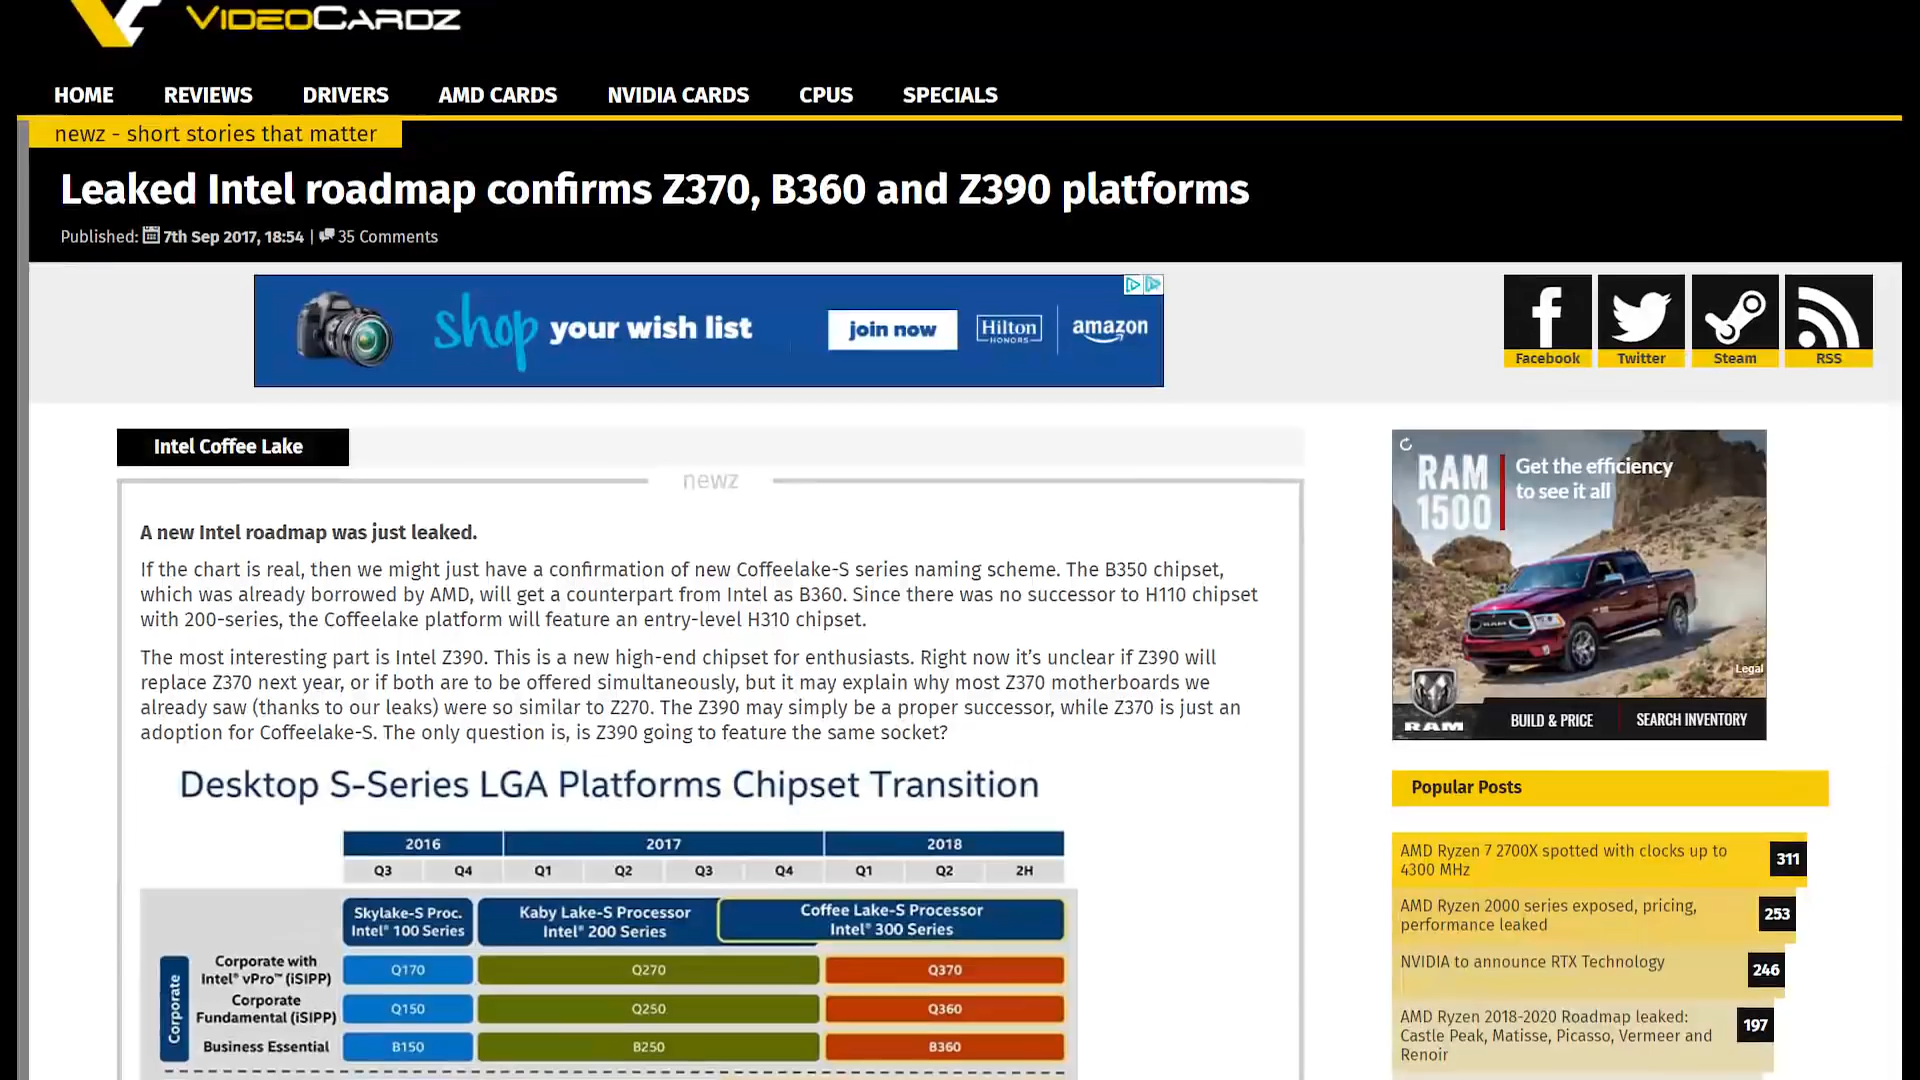 VIDEOCARDZ
HOME REVIEWS DRIVERS AMD CARDS NVIDIA CARDS CPUS SPECIALS
newz - short stories that matter
Leaked Intel roadmap confirms Z370, B360 and Z390 platforms
Published: 7th Sep 2017, 18:54 | 35 Comments
shop your wish list
join now
Hilton
HONORS
amazon
Facebook
Twitter
Steam
RSS
Intel Coffee Lake
newz
A new Intel roadmap was just leaked.
If the chart is real, then we might just have a confirmation of new Coffeelake-S series naming scheme. The B350 chipset,
which was already borrowed by AMD, will get a counterpart from Intel as B360. Since there was no successor to H110 chipset
with 200-series, the Coffeelake platform will feature an entry-level H310 chipset.
The most interesting part is Intel Z390. This is a new high-end chipset for enthusiasts. Right now it's unclear if Z390 will
replace Z370 next year, or if both are to be offered simultaneously, but it may explain why most Z370 motherboards we
already saw (thanks to our leaks) were so similar to Z270. The Z390 may simply be a proper successor, while Z370 is just an
adoption for Coffeelake-S. The only question is, is Z390 going to feature the same socket?
Desktop S-Series LGA Platforms Chipset Transition
2016 2017 2018
Q3 Q4 Q1 Q2 Q3 Q4 Q1 Q2 2H
Skylake-S Proc.
Intel® 100 Series
Kaby Lake-S Processor
Intel® 200 Series
Coffee Lake-S Processor
Intel® 300 Series
Corporate
Corporate with
Intel® vPro™ (iSIPP)
Q170 Q270 Q370
Corporate
Fundamental (iSIPP)
Q150 Q250 Q360
Business Essential
B150 B250 B360
RAM
1500
Get the efficiency
to see it all
Legal
RAM
BUILD & PRICE
SEARCH INVENTORY
Popular Posts
AMD Ryzen 7 2700X spotted with clocks up to
4300 MHz
311
AMD Ryzen 2000 series exposed, pricing,
performance leaked
253
NVIDIA to announce RTX Technology
246
AMD Ryzen 2018-2020 Roadmap leaked:
Castle Peak, Matisse, Picasso, Vermeer and
Renoir
197